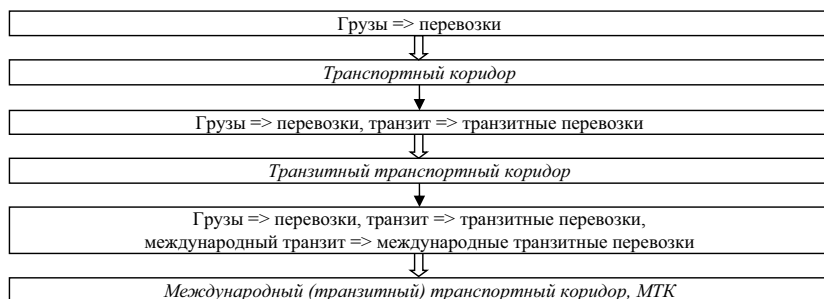 Грузы => перевозки
Транспортный коридор
Грузы => перевозки, транзит => транзитные перевозки
Транзитный транспортный коридор
Грузы => перевозки, транзит => транзитные перевозки,
международный транзит => международные транзитные перевозки
Международный (транзитный) транспортный коридор, МТК